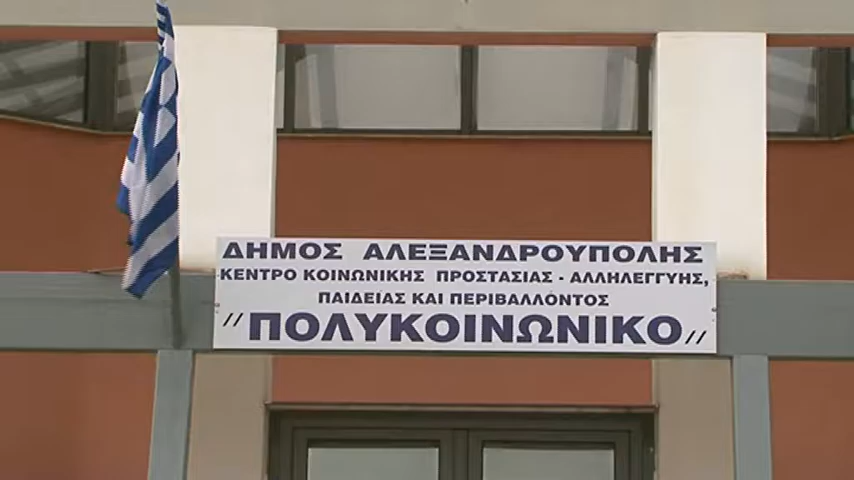 ΔΗΜΟΣ ΑΛΕΞΑΝΔΡΟΥΠΟΛΗΣ
ΚΕΝΤΡΟ ΚΟΙΝΩΝΙΚΗΣ ΠΡΟΣΤΑΣΙΑΣ - ΑΛΛΗΛΕΓΓΥΗΣ,
ΠΑΙΔΕΙΑΣ ΚΑΙ ΠΕΡΙΒΑΛΛΟΝΤΟΣ
"ΠΟΛΥΚΟΙΝΩΝΙΚΟ"